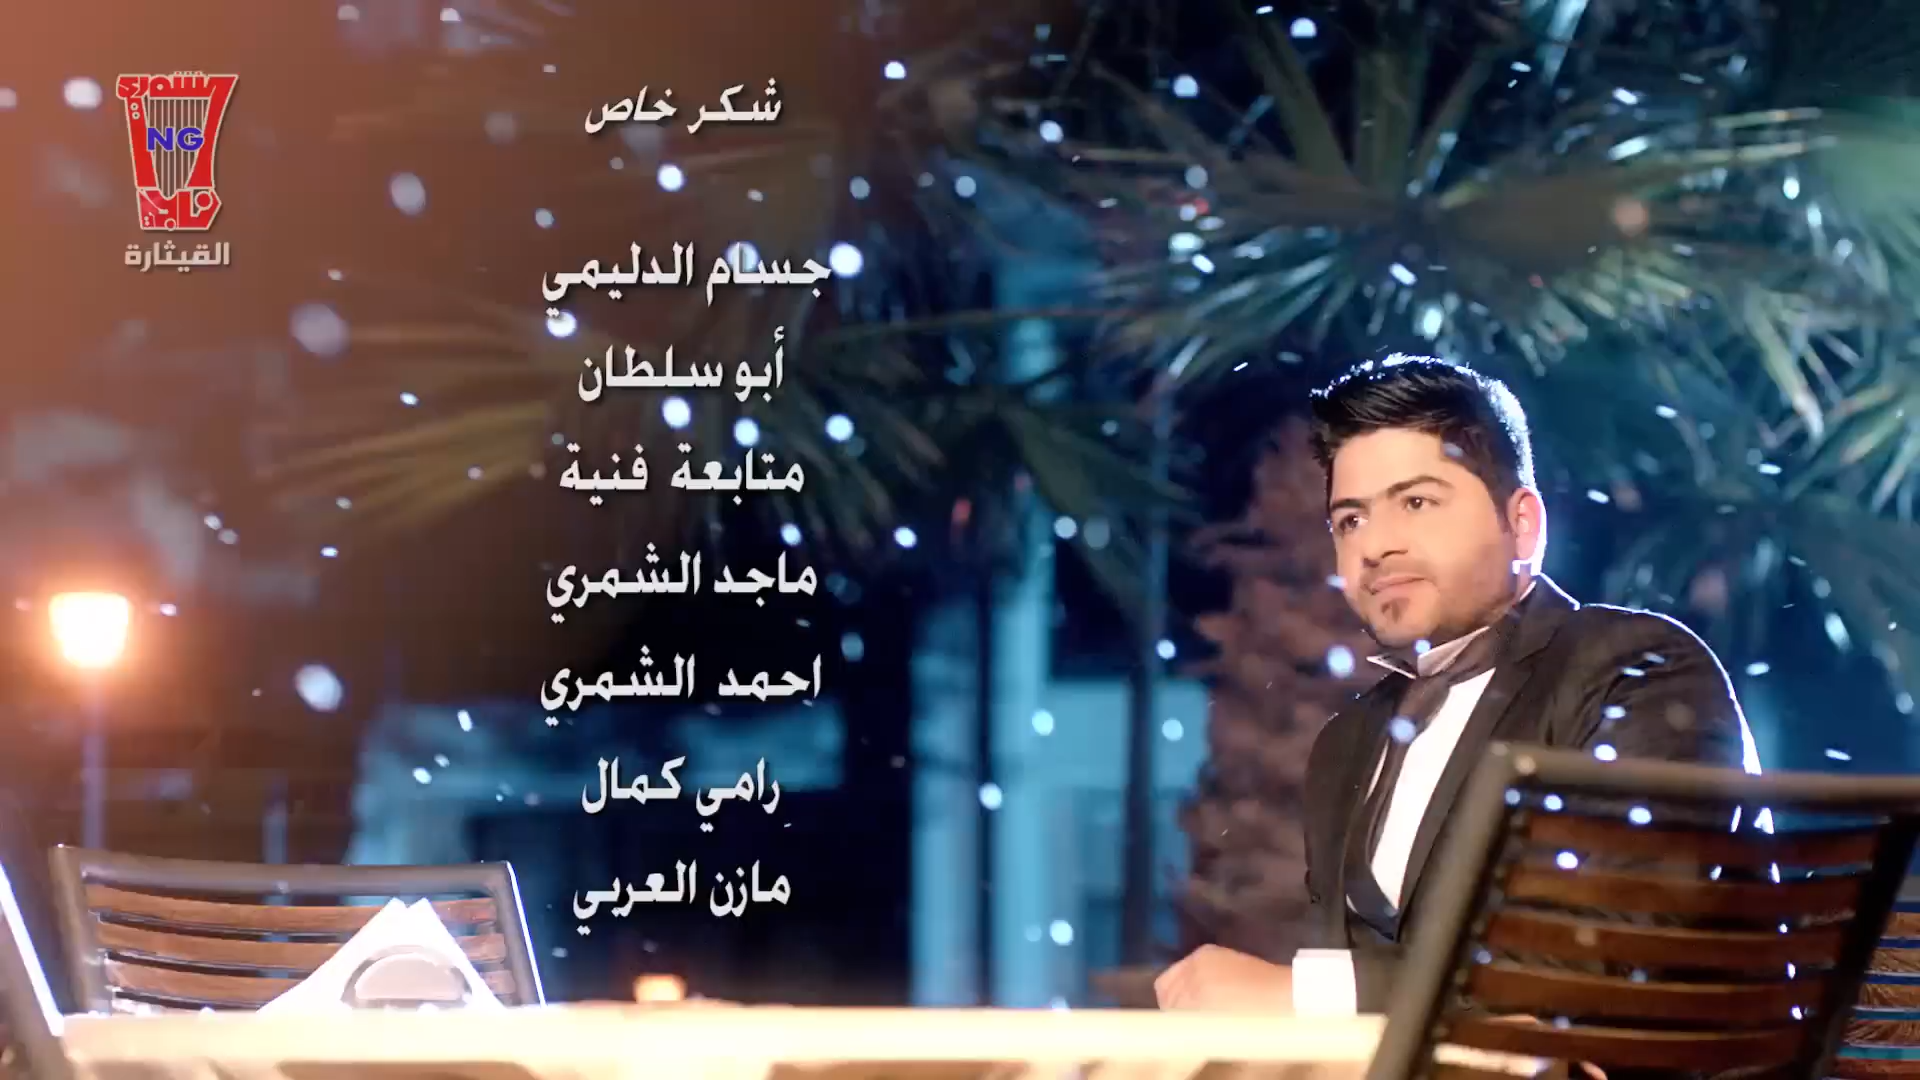 شكر خاص
جسام الدليمي
أبو سلطان
متابعة فنية
ماجد الشمري
احمد الشمري
رامي كمال
مازن العربي
NG
القيثارة